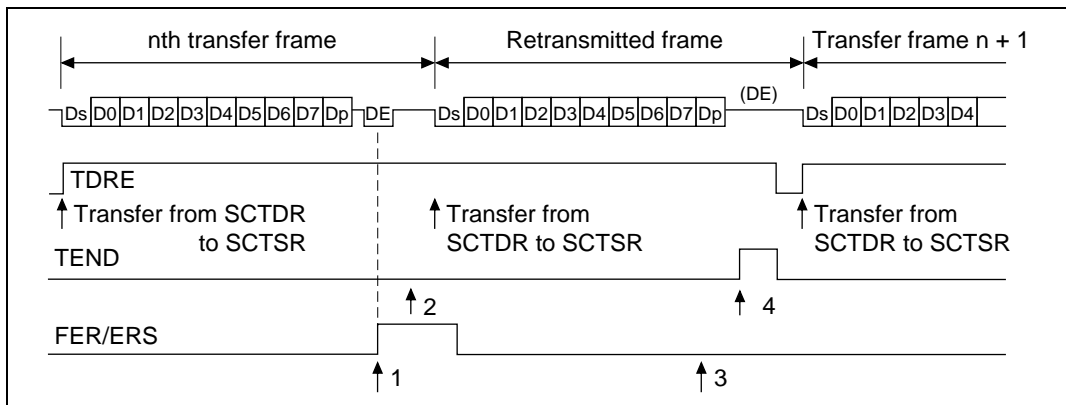 nth transfer frame Retransmitted frame Transfer frame n + 1
(DE)
Ds D0 D1 D2 D3 D4 D5 D6 D7 Dp DE Ds D0 D1 D2 D3 D4 D5 D6 D7 Dp Ds D0 D1 D2 D3 D4
TDRE
Transfer from SCTDR Transfer from Transfer from
to SCTSR SCTDR to SCTSR SCTDR to SCTSR
TEND
2 4
FER/ERS
1 3